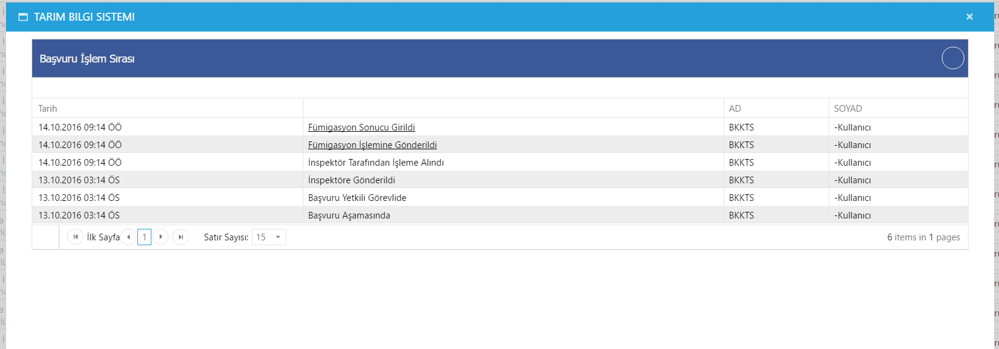 TARIM BILGI SISTEMI
Başvuru İşlem Sırası
Tarih AD SOYAD
14.10.2016 09:14 ÖÖ Fümigasyon Sonucu Girildi BKKTS -Kullanıcı
14.10.2016 09:14 ÖÖ Fümigasyon İşlemine Gönderildi BKKTS -Kullanıcı
14.10.2016 09:14 ÖÖ İnspektör Tarafından İşleme Alındı BKKTS -Kullanıcı
13.10.2016 03:14 ÖS İnspektöre Gönderildi BKKTS -Kullanıcı
13.10.2016 03:14 ÖS Başvuru Yetkili Görevlide BKKTS -Kullanıcı
13.10.2016 03:14 ÖS Başvuru Aşamasında BKKTS -Kullanıcı
İlk Sayfa 1 Satır Sayısı: 15 6 items in 1 pages